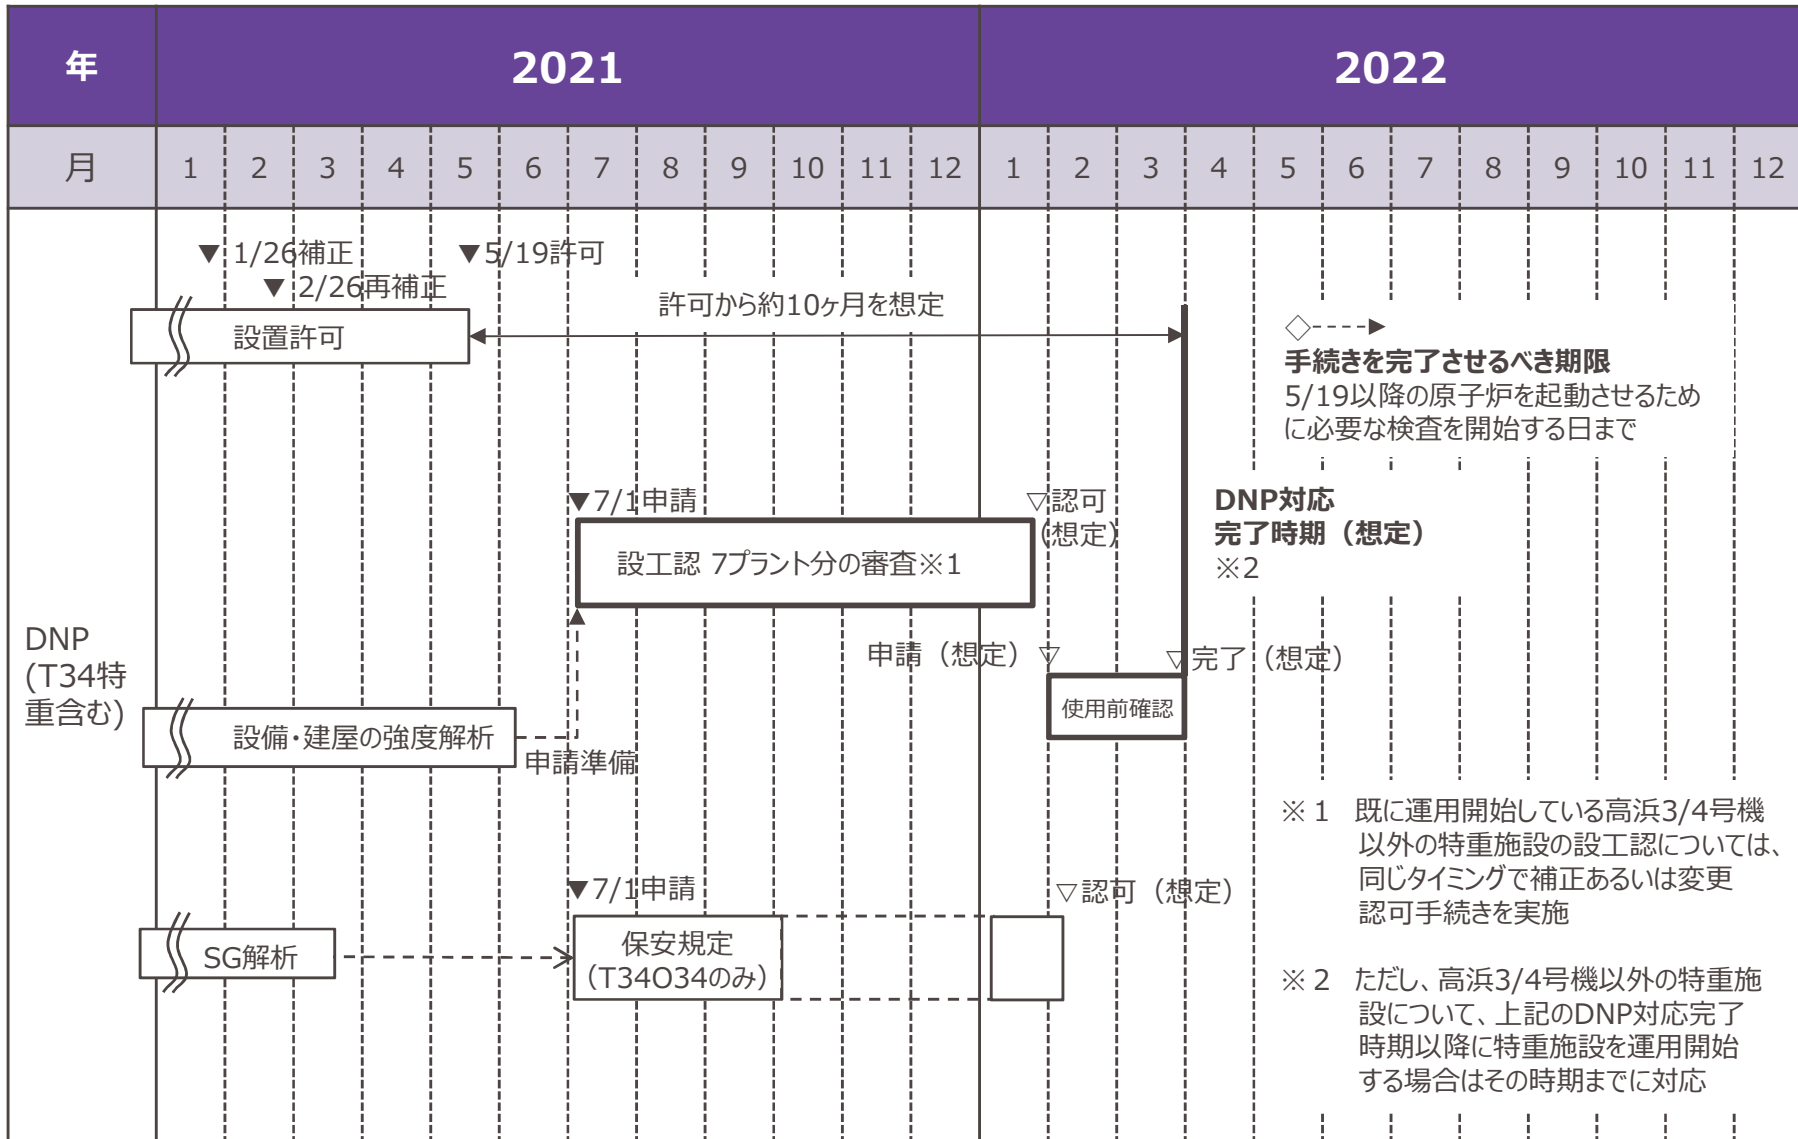 年 2021 2022
月 1 2 3 4 5 6 7 8 9 10 11 12 1 2 3 4 5 6 7 8 9 10 11 12
DNP
(T34特
重含む)
▼ 1/26補正
▼ 2/26再補正
▼5/19許可
設置許可
許可から約10ヶ月を想定
手続きを完了させるべき期限
5/19以降の原子炉を起動させるため
に必要な検査を開始する日まで
▼7/1申請
▽認可
(想定)
設工認 7プラント分の審査※1
DNP対応
完了時期（想定）
※2
申請（想定）▽
▽完了（想定）
使用前確認
設備・建屋の強度解析
申請準備
▼7/1申請
▽認可（想定）
SG解析
保安規定
(T34O34のみ)
※1 既に運用開始している高浜3/4号機
以外の特重施設の設工認については、
同じタイミングで補正あるいは変更
認可手続きを実施
※2 ただし、高浜3/4号機以外の特重施
設について、上記のDNP対応完了
時期以降に特重施設を運用開始
する場合はその時期までに対応